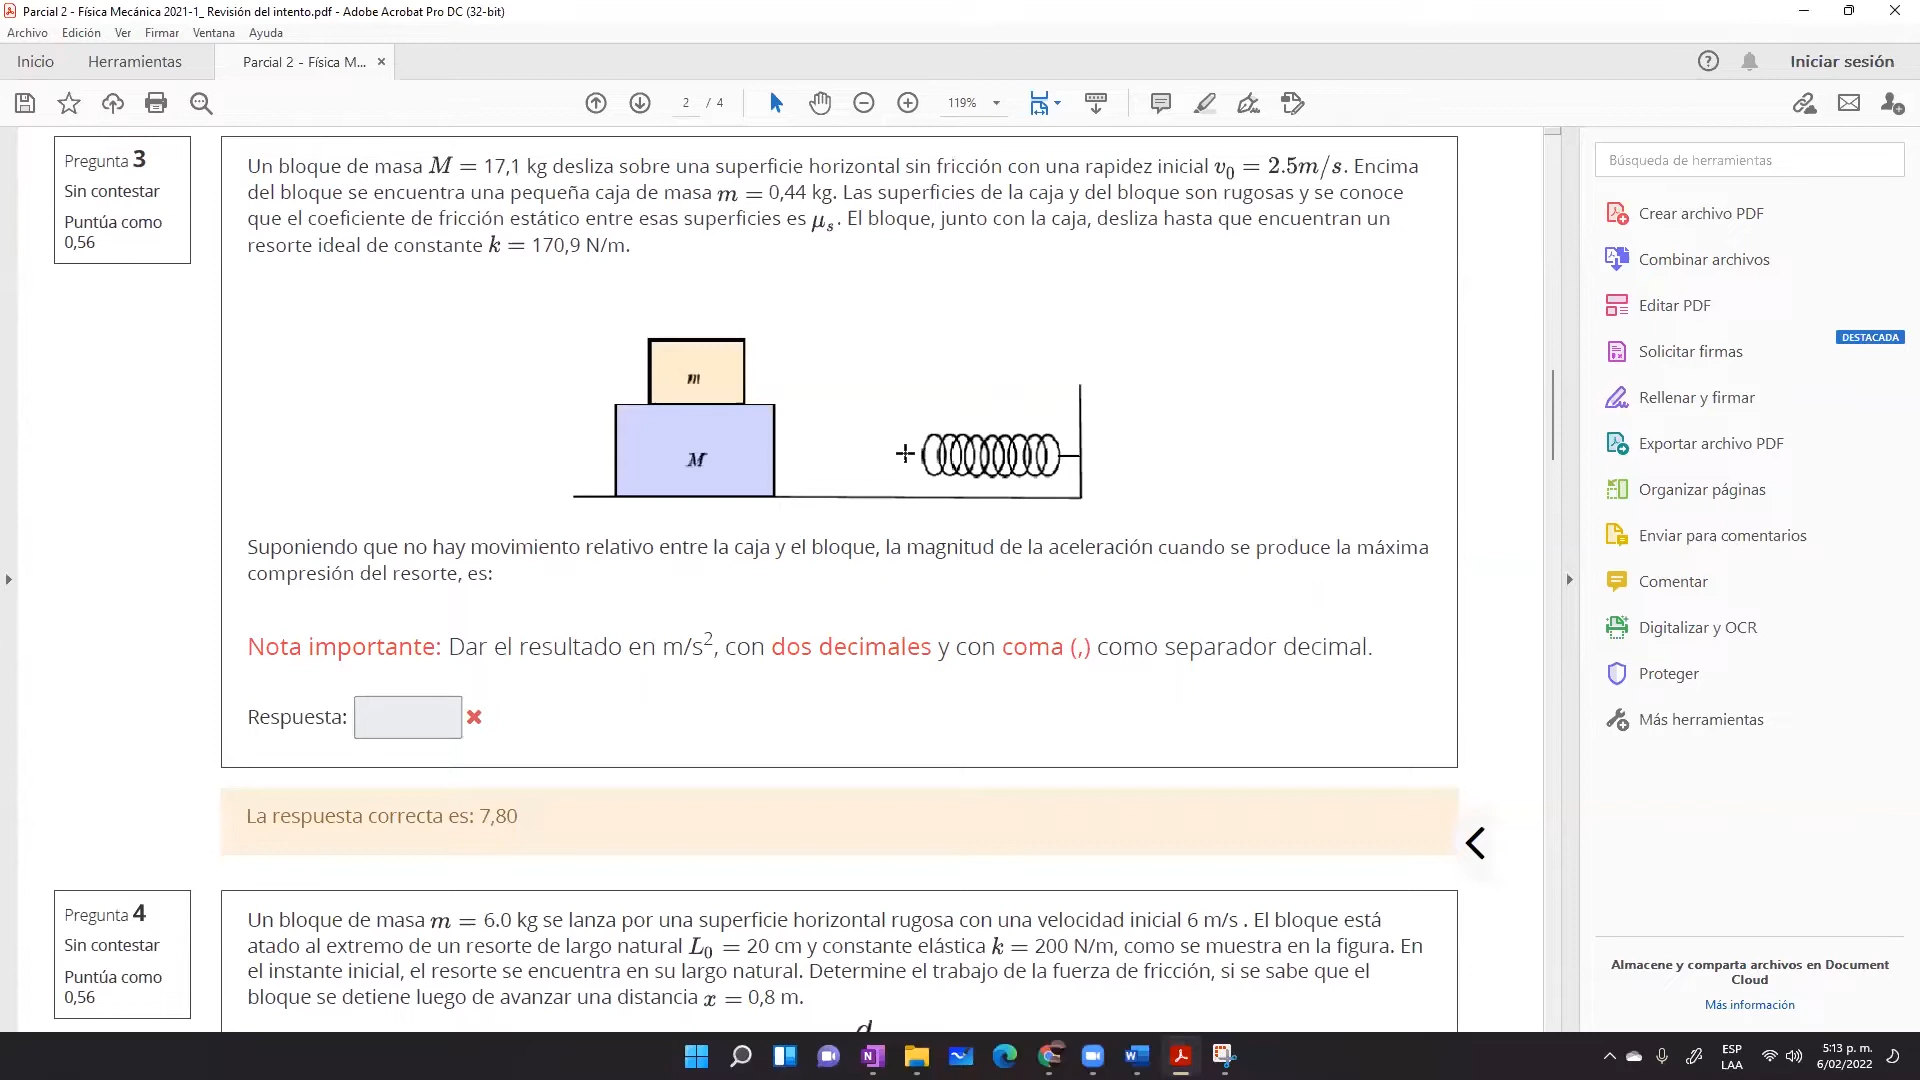 Parcial 2 - Física Mecánica 2021-1_ Revisión del intento.pdf - Adobe Acrobat Pro DC (32-bit)
Archivo Edición Ver Firmar Ventana Ayuda
Inicio Herramientas Parcial 2 - Física M... × Iniciar sesión
2 / 4 119%
Pregunta 3
Sin contestar
Puntúa como
0,56
Un bloque de masa M = 17,1 kg desliza sobre una superficie horizontal sin fricción con una rapidez inicial v₀ = 2.5m/s. Encima
del bloque se encuentra una pequeña caja de masa m = 0,44 kg. Las superficies de la caja y del bloque son rugosas y se conoce
que el coeficiente de fricción estático entre esas superficies es μₛ. El bloque, junto con la caja, desliza hasta que encuentran un
resorte ideal de constante k = 170,9 N/m.
m
M
Suponiendo que no hay movimiento relativo entre la caja y el bloque, la magnitud de la aceleración cuando se produce la máxima
compresión del resorte, es:
Nota importante: Dar el resultado en m/s², con dos decimales y con coma (,) como separador decimal.
Respuesta:
La respuesta correcta es: 7,80
Pregunta 4
Sin contestar
Puntúa como
0,56
Un bloque de masa m = 6.0 kg se lanza por una superficie horizontal rugosa con una velocidad inicial 6 m/s . El bloque está
atado al extremo de un resorte de largo natural L₀ = 20 cm y constante elástica k = 200 N/m, como se muestra en la figura. En
el instante inicial, el resorte se encuentra en su largo natural. Determine el trabajo de la fuerza de fricción, si se sabe que el
bloque se detiene luego de avanzar una distancia x = 0,8 m.
d
Búsqueda de herramientas
Crear archivo PDF
Combinar archivos
Editar PDF
DESTACADA
Solicitar firmas
Rellenar y firmar
Exportar archivo PDF
Organizar páginas
Enviar para comentarios
Comentar
Digitalizar y OCR
Proteger
Más herramientas
Almacene y comparta archivos en Document
Cloud
Más información
ESP
LAA
5:13 p. m.
6/02/2022